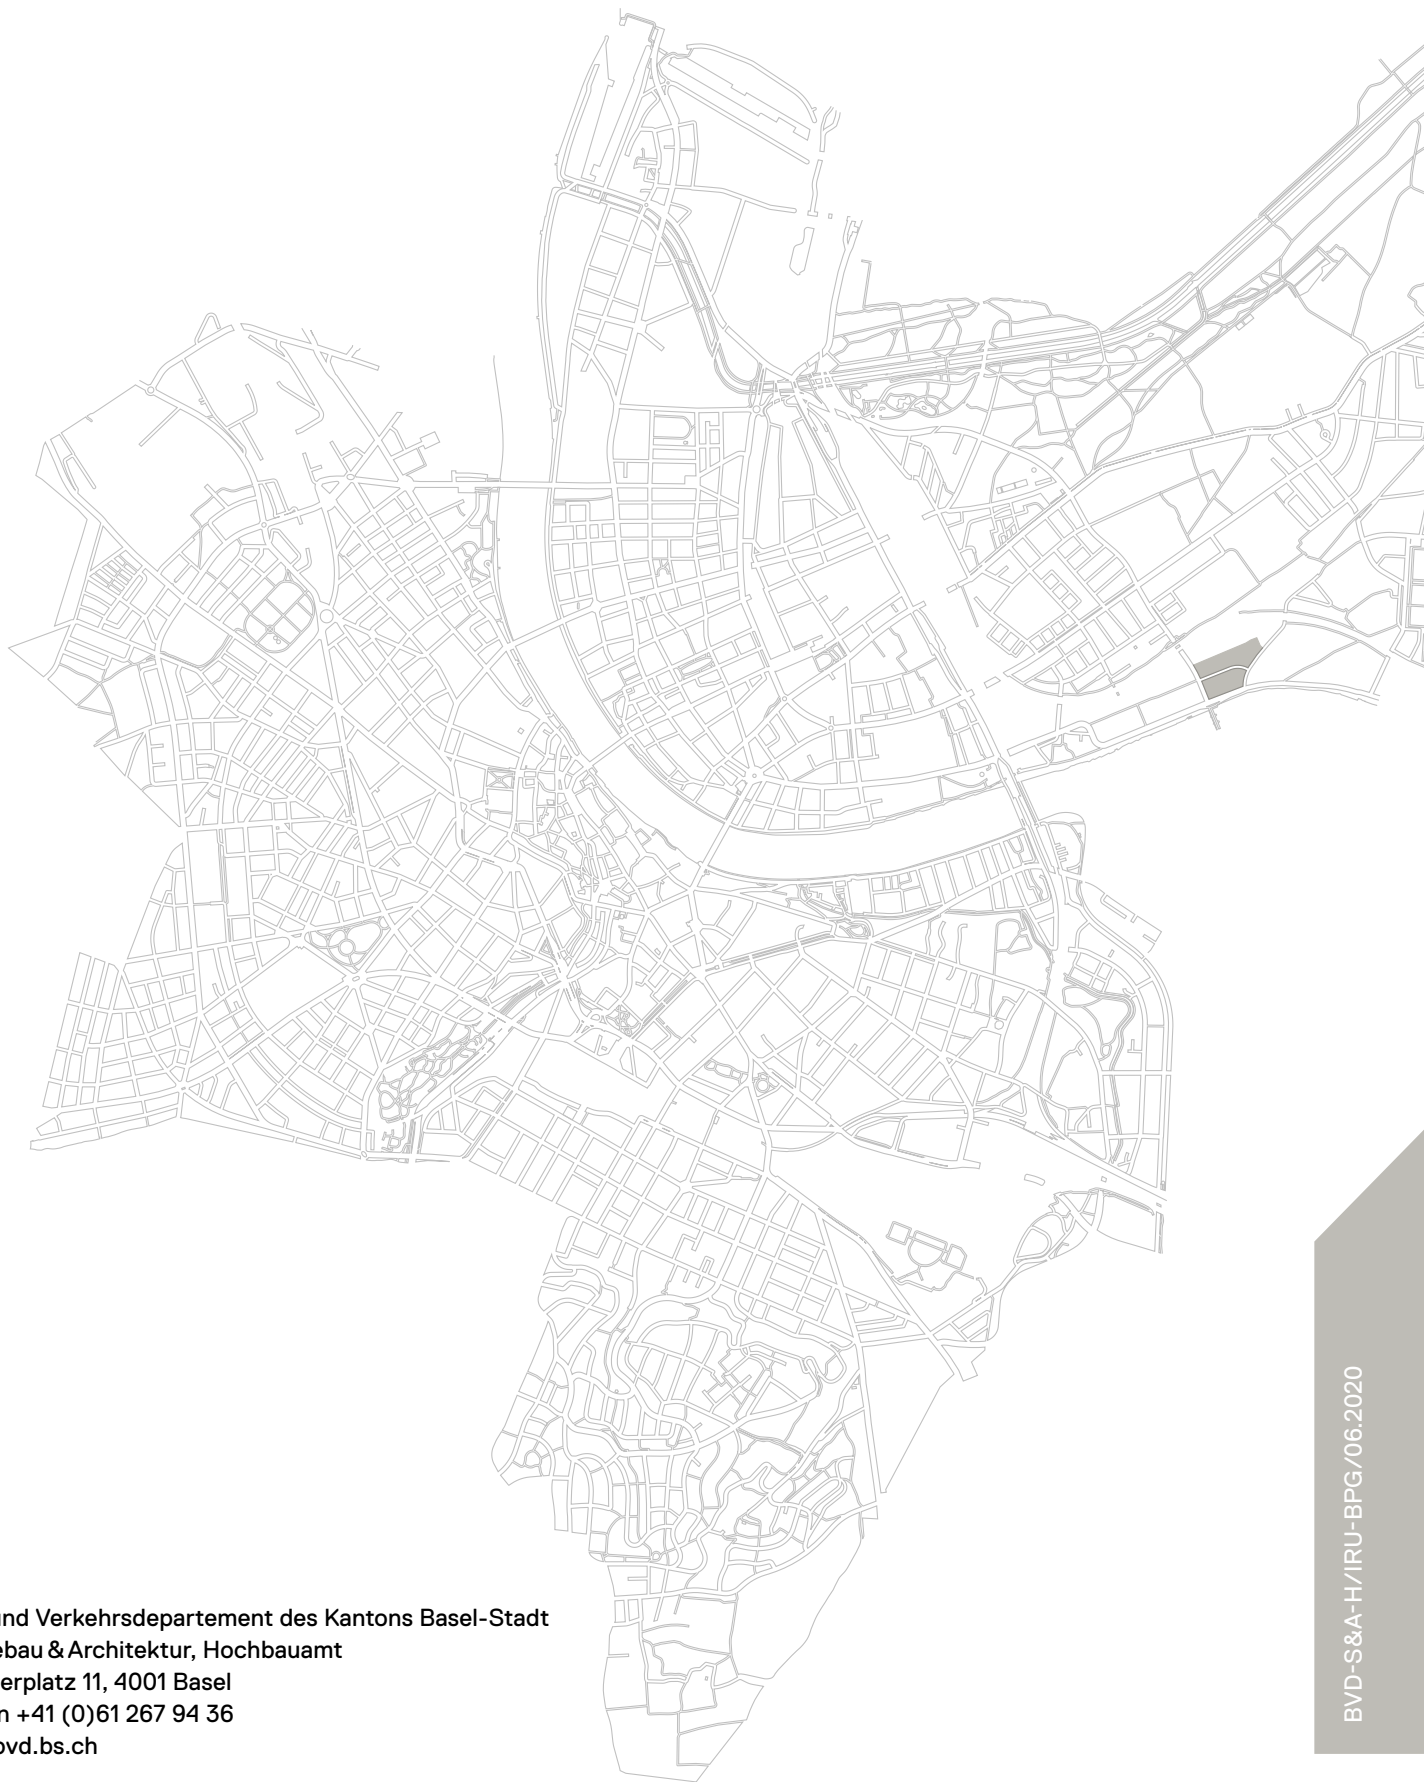 und Verkehrsdepartement des Kantons Basel-Stadt
ebau & Architektur, Hochbauamt
erplatz 11, 4001 Basel
n +41 (0)61 267 94 36
bvd.bs.ch
BVD-S&A-H/IRU-BPG/06.2020